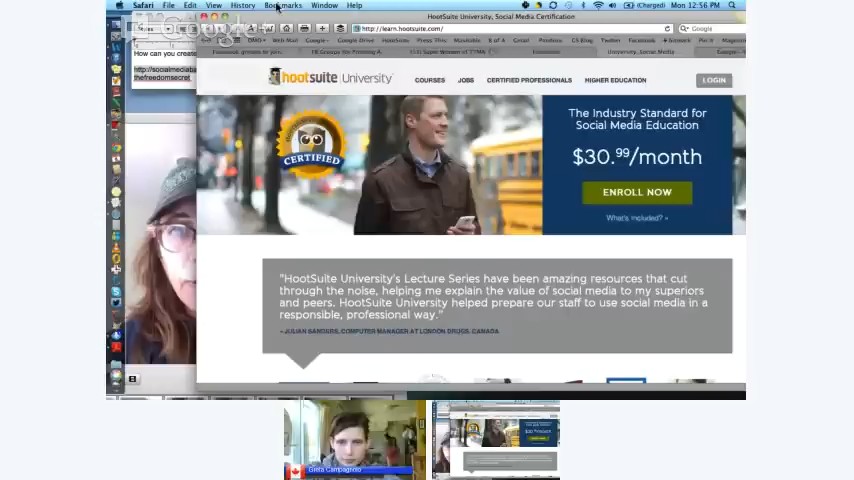 Safari File Edit View History Bookmarks Window Help
(Charged) Mon 12:56 PM
HootSuite University, Social Media Certification
http://learn.hootsuite.com/
Google
How can you create
http://socialmediaba
thefreedomsecret
hootsuite University
COURSES JOBS CERTIFIED PROFESSIONALS HIGHER EDUCATION LOGIN
CERTIFIED
The Industry Standard for
Social Media Education
$30.99/month
ENROLL NOW
What's Included? »
"HootSuite University's Lecture Series have been amazing resources that cut
through the noise, helping me explain the value of social media to my superiors
and peers. HootSuite University helped prepare our staff to use social media in a
responsible, professional way."
- JULIAN SANDERS, COMPUTER MANAGER AT LONDON DRUGS, CANADA